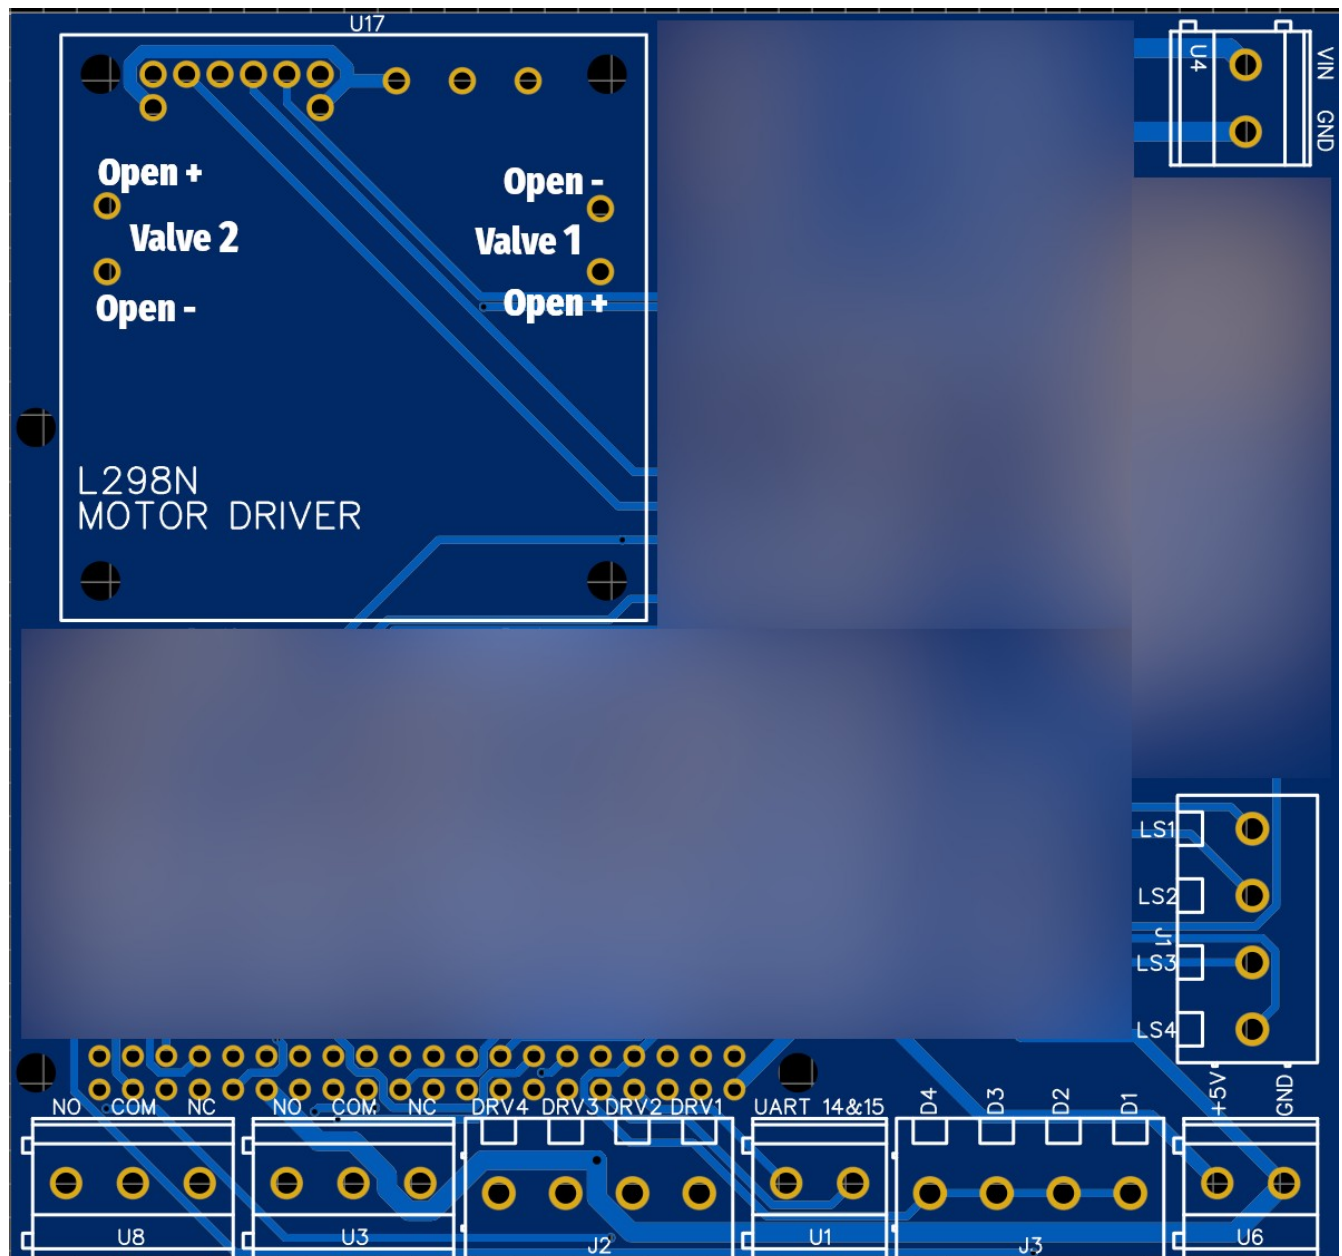 U17
U4
VIN
GND
Open +
Open -
Valve 2
Valve 1
Open -
Open +
L298N
MOTOR DRIVER
LS1
LS2
J1
LS3
LS4
+5V
GND
NO COM NC
NO COM NC
DRV4 DRV3 DRV2 DRV1
UART 14&15
D4 D3 D2 D1
U8
U3
J2
U1
J3
U6